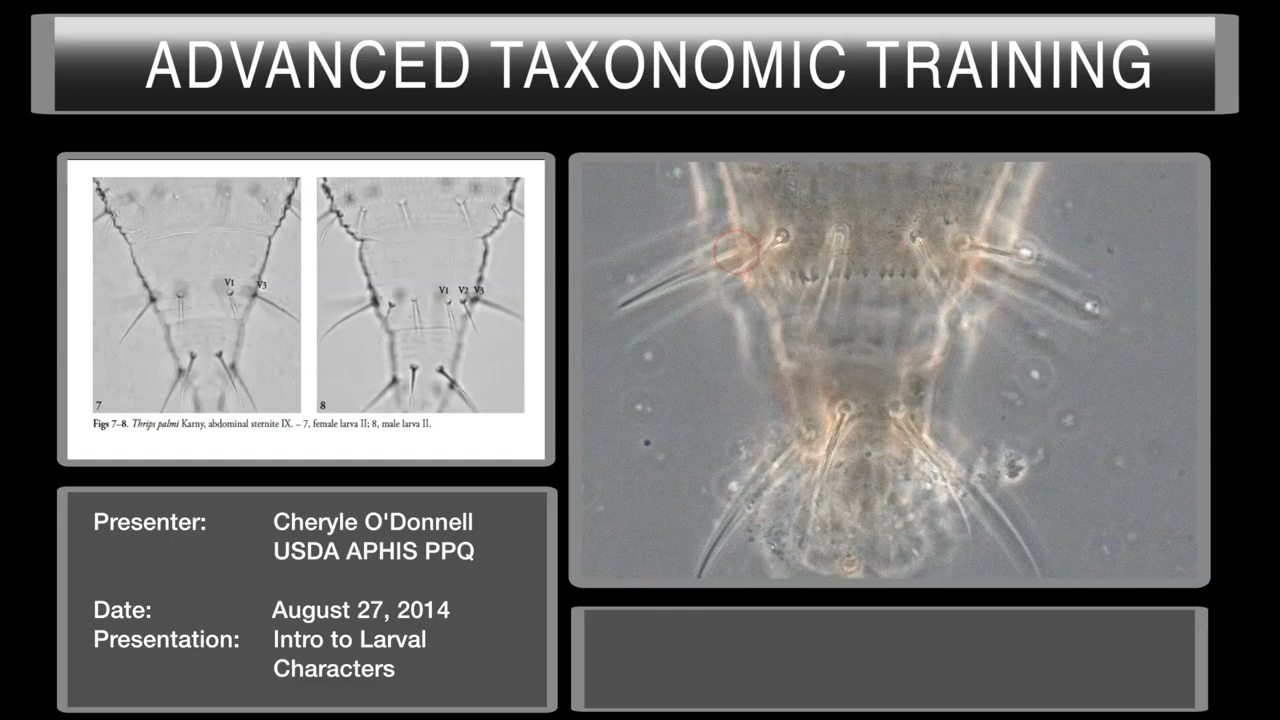 ADVANCED TAXONOMIC TRAINING
V1
V3
7
V1 V2 V3
8
Figs 7–8. Thrips palmi Karny, abdominal sternite IX. – 7, female larva II; 8, male larva II.
Presenter: Cheryle O'Donnell
USDA APHIS PPQ
Date: August 27, 2014
Presentation: Intro to Larval
Characters